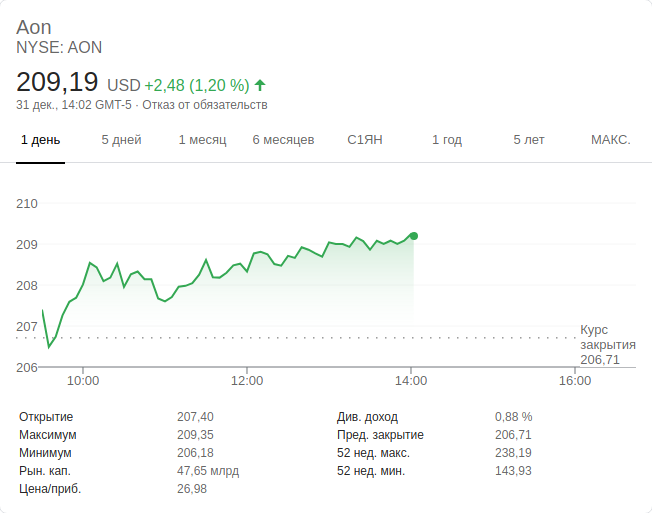 Aon
NYSE: AON
209,19 USD +2,48 (1,20 %)
31 дек., 14:02 GMT-5 · Отказ от обязательств
1 день 5 дней 1 месяц 6 месяцев С1ЯН 1 год 5 лет МАКС.
210
209
208
207
Курс
закрытия
206,71
206
10:00 12:00 14:00 16:00
Открытие 207,40 Див. доход 0,88 %
Максимум 209,35 Пред. закрытие 206,71
Минимум 206,18 52 нед. макс. 238,19
Рын. кап. 47,65 млрд 52 нед. мин. 143,93
Цена/приб. 26,98